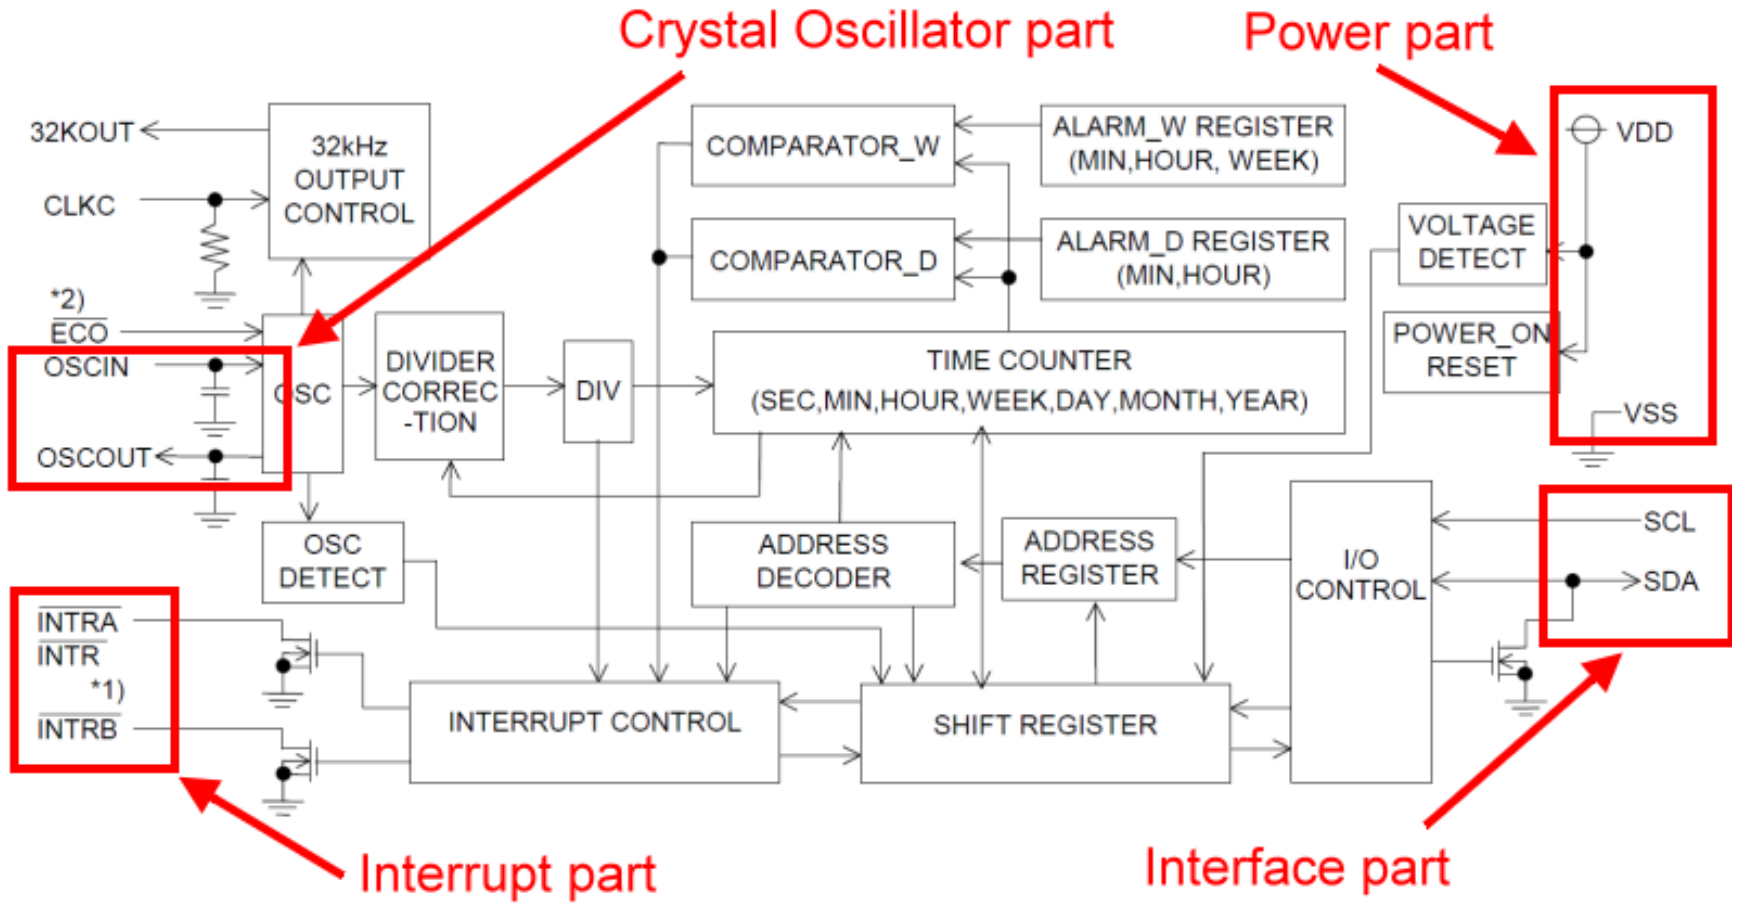 Crystal Oscillator part
Power part
32KOUT
32kHz
OUTPUT
CONTROL
CLKC
COMPARATOR_W
ALARM_W REGISTER
(MIN,HOUR, WEEK)
VDD
COMPARATOR_D
ALARM_D REGISTER
(MIN,HOUR)
VOLTAGE
DETECT
*2)
ECO
OSCIN
OSC
OSCOUT
DIVIDER
CORREC
-TION
DIV
TIME COUNTER
(SEC,MIN,HOUR,WEEK,DAY,MONTH,YEAR)
POWER_ON
RESET
VSS
OSC
DETECT
ADDRESS
DECODER
ADDRESS
REGISTER
I/O
CONTROL
SCL
SDA
INTRA
INTR
*1)
INTRB
INTERRUPT CONTROL
SHIFT REGISTER
Interrupt part
Interface part